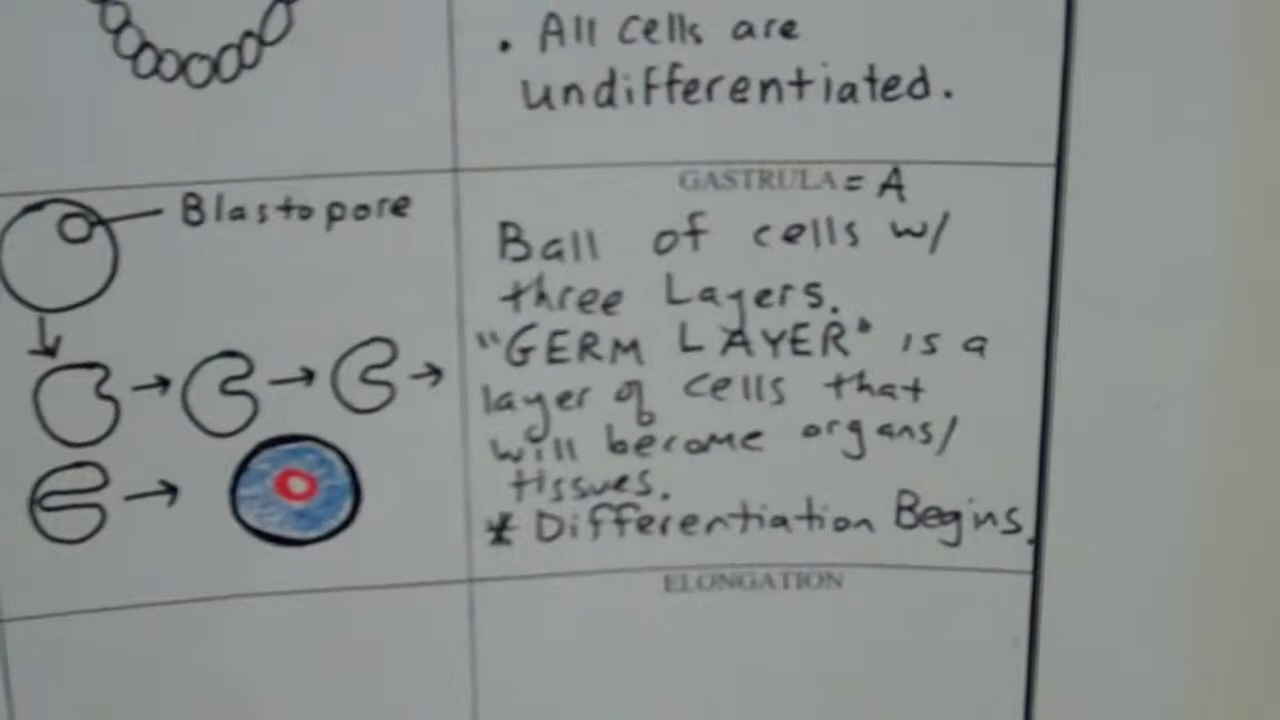 . All cells are
undifferentiated.
Blastopore
GASTRULA = A
Ball of cells w/
three Layers.
"GERM LAYER" is a
layer of cells that
will become organs/
tissues.
* Differentiation Begins.
ELONGATION